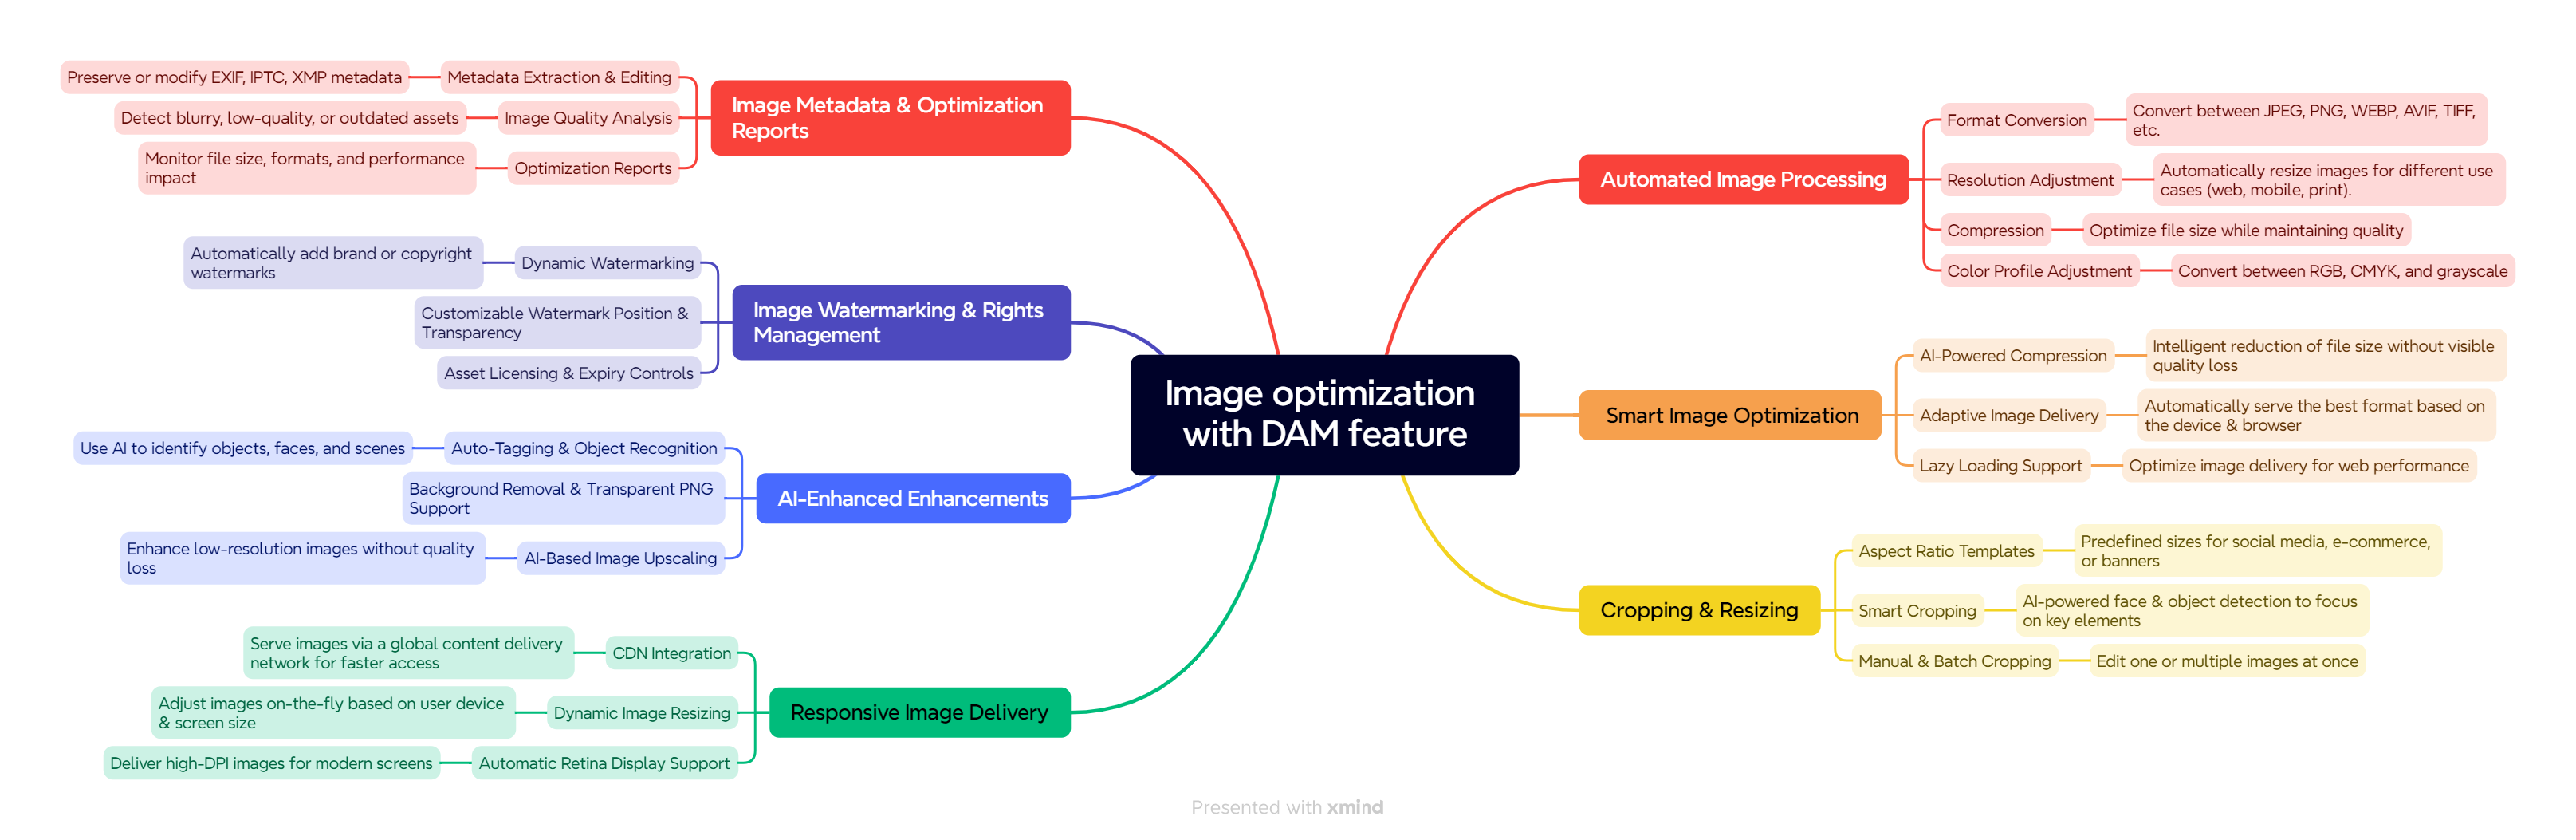 Image optimization
with DAM feature
Automated Image Processing
Format Conversion
Convert between JPEG, PNG, WEBP, AVIF, TIFF,
etc.
Resolution Adjustment
Automatically resize images for different use
cases (web, mobile, print).
Compression
Optimize file size while maintaining quality
Color Profile Adjustment
Convert between RGB, CMYK, and grayscale
Smart Image Optimization
AI-Powered Compression
Intelligent reduction of file size without visible
quality loss
Adaptive Image Delivery
Automatically serve the best format based on
the device & browser
Lazy Loading Support
Optimize image delivery for web performance
Cropping & Resizing
Aspect Ratio Templates
Predefined sizes for social media, e-commerce,
or banners
Smart Cropping
AI-powered face & object detection to focus
on key elements
Manual & Batch Cropping
Edit one or multiple images at once
Image Metadata & Optimization
Reports
Metadata Extraction & Editing
Preserve or modify EXIF, IPTC, XMP metadata
Image Quality Analysis
Detect blurry, low-quality, or outdated assets
Optimization Reports
Monitor file size, formats, and performance
impact
Image Watermarking & Rights
Management
Dynamic Watermarking
Automatically add brand or copyright
watermarks
Customizable Watermark Position &
Transparency
Asset Licensing & Expiry Controls
AI-Enhanced Enhancements
Auto-Tagging & Object Recognition
Use AI to identify objects, faces, and scenes
Background Removal & Transparent PNG
Support
AI-Based Image Upscaling
Enhance low-resolution images without quality
loss
Responsive Image Delivery
CDN Integration
Serve images via a global content delivery
network for faster access
Dynamic Image Resizing
Adjust images on-the-fly based on user device
& screen size
Automatic Retina Display Support
Deliver high-DPI images for modern screens
Presented with xmind